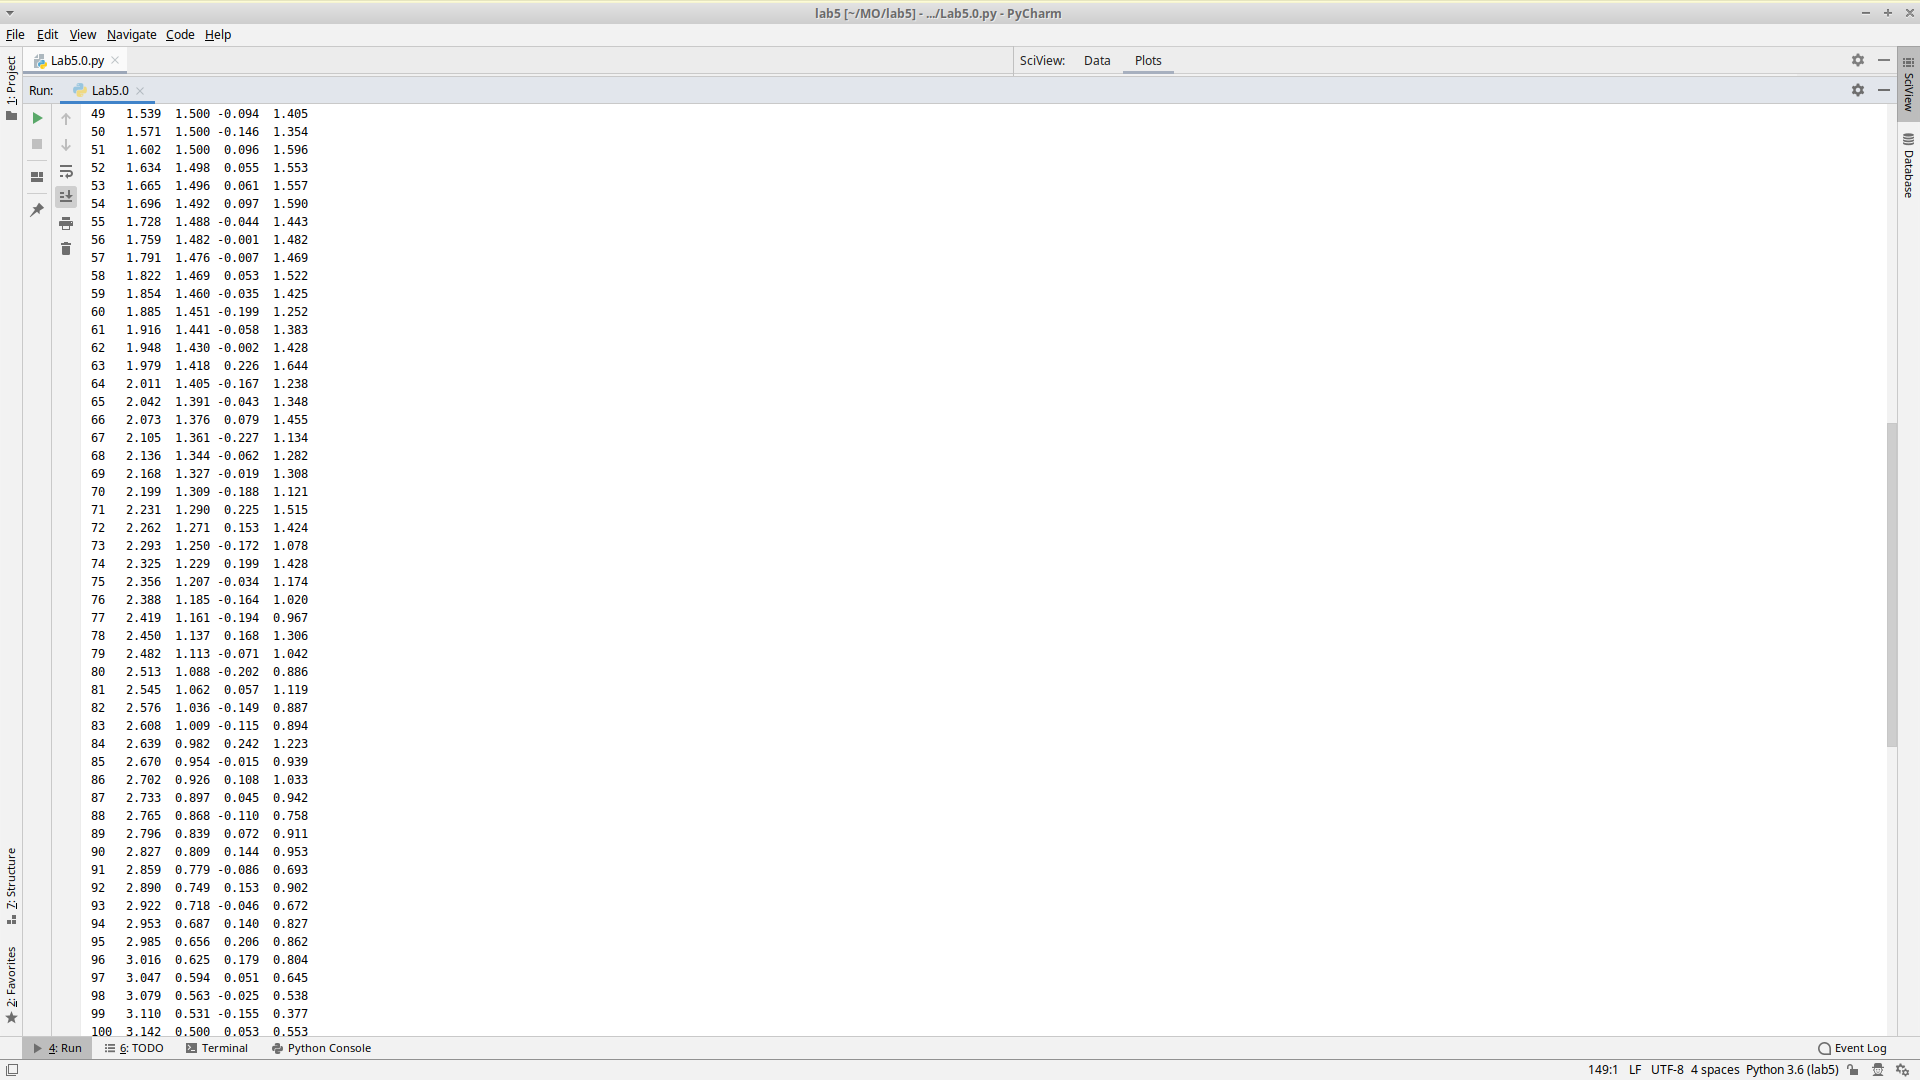 lab5 [~/MO/lab5] - .../Lab5.0.py - PyCharm
File Edit View Navigate Code Help
Lab5.0.py
SciView: Data Plots
Run: Lab5.0
49 1.539 1.500 -0.094 1.405
50 1.571 1.500 -0.146 1.354
51 1.602 1.500 0.096 1.596
52 1.634 1.498 0.055 1.553
53 1.665 1.496 0.061 1.557
54 1.696 1.492 0.097 1.590
55 1.728 1.488 -0.044 1.443
56 1.759 1.482 -0.001 1.482
57 1.791 1.476 -0.007 1.469
58 1.822 1.469 0.053 1.522
59 1.854 1.460 -0.035 1.425
60 1.885 1.451 -0.199 1.252
61 1.916 1.441 -0.058 1.383
62 1.948 1.430 -0.002 1.428
63 1.979 1.418 0.226 1.644
64 2.011 1.405 -0.167 1.238
65 2.042 1.391 -0.043 1.348
66 2.073 1.376 0.079 1.455
67 2.105 1.361 -0.227 1.134
68 2.136 1.344 -0.062 1.282
69 2.168 1.327 -0.019 1.308
70 2.199 1.309 -0.188 1.121
71 2.231 1.290 0.225 1.515
72 2.262 1.271 0.153 1.424
73 2.293 1.250 -0.172 1.078
74 2.325 1.229 0.199 1.428
75 2.356 1.207 -0.034 1.174
76 2.388 1.185 -0.164 1.020
77 2.419 1.161 -0.194 0.967
78 2.450 1.137 0.168 1.306
79 2.482 1.113 -0.071 1.042
80 2.513 1.088 -0.202 0.886
81 2.545 1.062 0.057 1.119
82 2.576 1.036 -0.149 0.887
83 2.608 1.009 -0.115 0.894
84 2.639 0.982 0.242 1.223
85 2.670 0.954 -0.015 0.939
86 2.702 0.926 0.108 1.033
87 2.733 0.897 0.045 0.942
88 2.765 0.868 -0.110 0.758
89 2.796 0.839 0.072 0.911
90 2.827 0.809 0.144 0.953
91 2.859 0.779 -0.086 0.693
92 2.890 0.749 0.153 0.902
93 2.922 0.718 -0.046 0.672
94 2.953 0.687 0.140 0.827
95 2.985 0.656 0.206 0.862
96 3.016 0.625 0.179 0.804
97 3.047 0.594 0.051 0.645
98 3.079 0.563 -0.025 0.538
99 3.110 0.531 -0.155 0.377
100 3.142 0.500 0.053 0.553
1: Project
7: Structure
2: Favorites
SciView
Database
4: Run 6: TODO Terminal Python Console Event Log
149:1 LF UTF-8 4 spaces Python 3.6 (lab5)